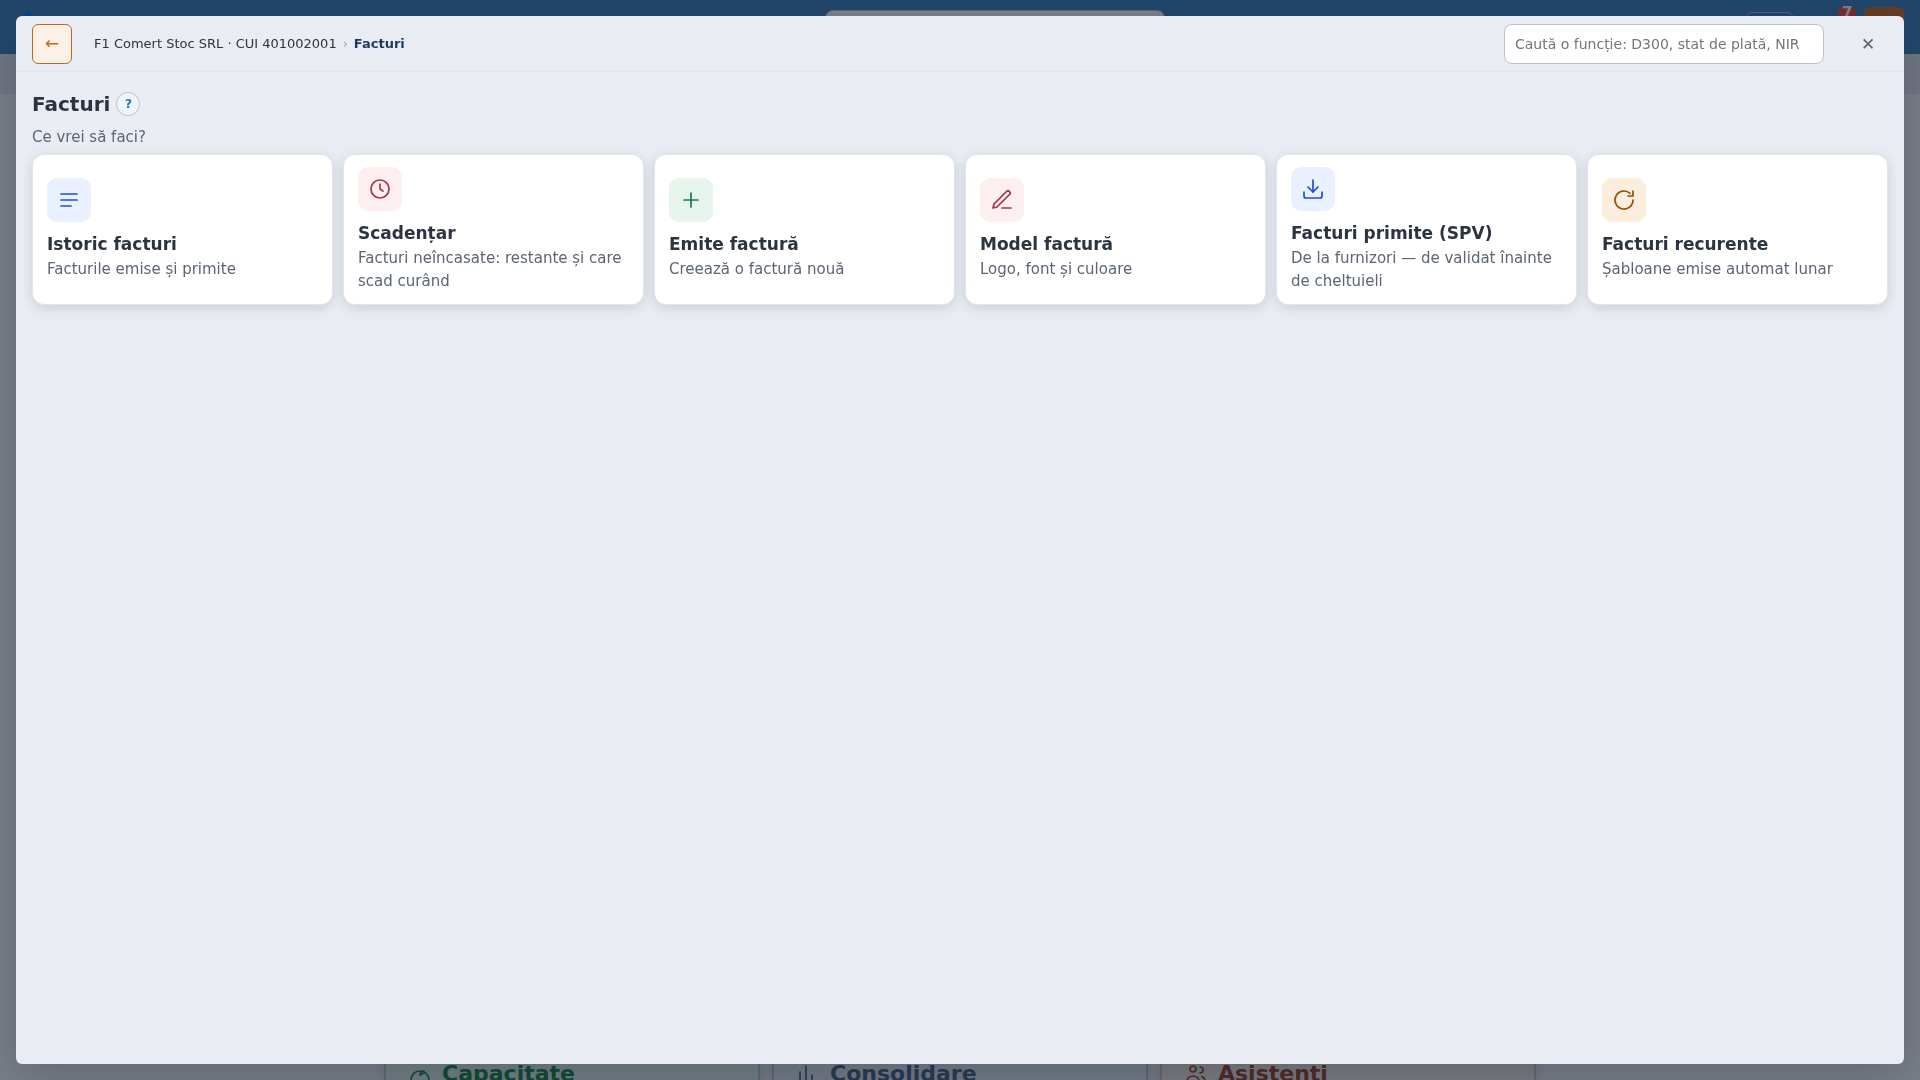 7
←
F1 Comert Stoc SRL · CUI 401002001 › Facturi
Caută o funcție: D300, stat de plată, NIR
✕
Facturi ?
Ce vrei să faci?
Istoric facturi
Facturile emise și primite
Scadențar
Facturi neîncasate: restante și care
scad curând
Emite factură
Creează o factură nouă
Model factură
Logo, font și culoare
Facturi primite (SPV)
De la furnizori — de validat înainte
de cheltuieli
Facturi recurente
Șabloane emise automat lunar
Capacitate
Consolidare
Asistenți